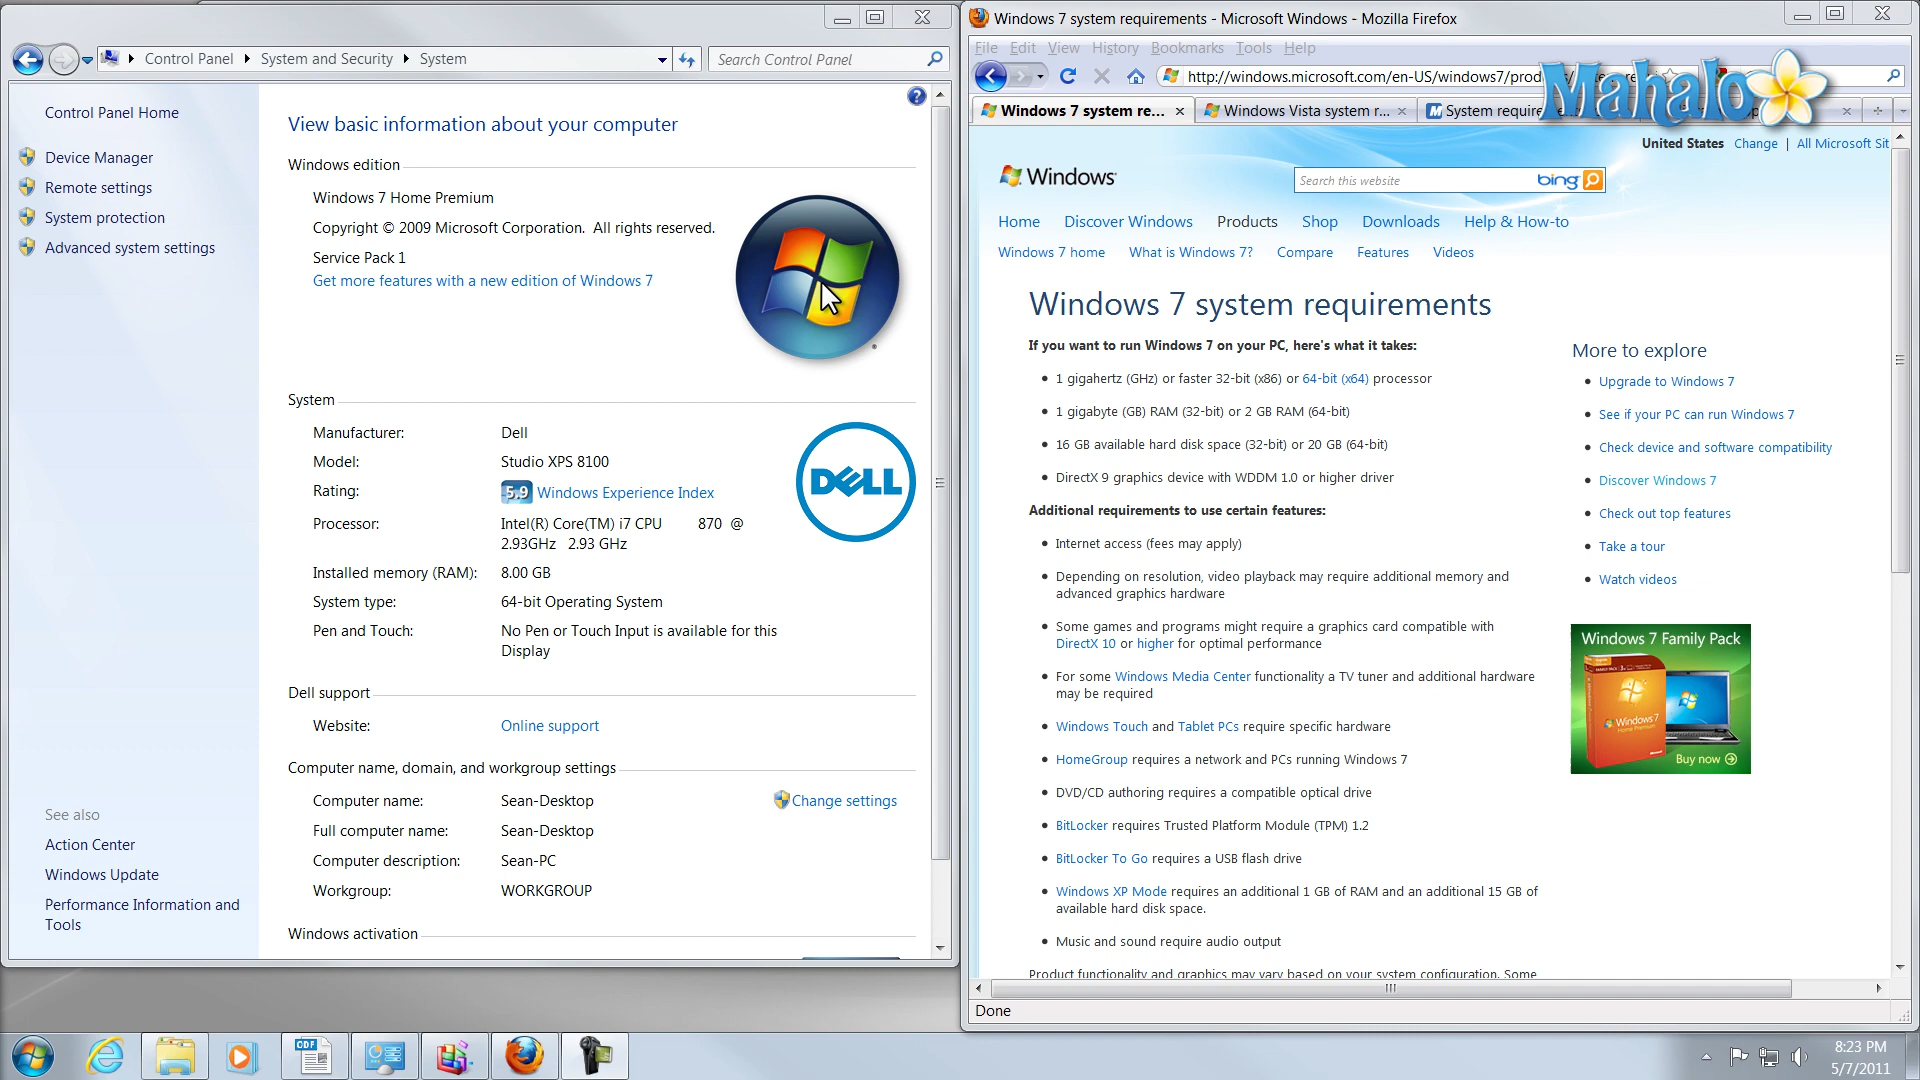 Control Panel
System and Security
System
Search Control Panel
Control Panel Home
Device Manager
Remote settings
System protection
Advanced system settings
See also
Action Center
Windows Update
Performance Information and
Tools
View basic information about your computer
Windows edition
Windows 7 Home Premium
Copyright © 2009 Microsoft Corporation.  All rights reserved.
Service Pack 1
Get more features with a new edition of Windows 7
System
Manufacturer: Dell
Model: Studio XPS 8100
Rating: 5.9 Windows Experience Index
Processor: Intel(R) Core(TM) i7 CPU 870 @
2.93GHz 2.93 GHz
Installed memory (RAM): 8.00 GB
System type: 64-bit Operating System
Pen and Touch: No Pen or Touch Input is available for this
Display
DELL
Dell support
Website: Online support
Computer name, domain, and workgroup settings
Computer name: Sean-Desktop
Change settings
Full computer name: Sean-Desktop
Computer description: Sean-PC
Workgroup: WORKGROUP
Windows activation
Windows 7 system requirements - Microsoft Windows - Mozilla Firefox
File Edit View History Bookmarks Tools Help
http://windows.microsoft.com/en-US/windows7/prod
Mahalo
Windows 7 system re...
Windows Vista system r...
System require
United States Change | All Microsoft Sit
Windows
Search this website
bing
Home Discover Windows Products Shop Downloads Help & How-to
Windows 7 home What is Windows 7? Compare Features Videos
Windows 7 system requirements
If you want to run Windows 7 on your PC, here's what it takes:
• 1 gigahertz (GHz) or faster 32-bit (x86) or 64-bit (x64) processor
• 1 gigabyte (GB) RAM (32-bit) or 2 GB RAM (64-bit)
• 16 GB available hard disk space (32-bit) or 20 GB (64-bit)
• DirectX 9 graphics device with WDDM 1.0 or higher driver
Additional requirements to use certain features:
• Internet access (fees may apply)
• Depending on resolution, video playback may require additional memory and
advanced graphics hardware
• Some games and programs might require a graphics card compatible with
DirectX 10 or higher for optimal performance
• For some Windows Media Center functionality a TV tuner and additional hardware
may be required
• Windows Touch and Tablet PCs require specific hardware
• HomeGroup requires a network and PCs running Windows 7
• DVD/CD authoring requires a compatible optical drive
• BitLocker requires Trusted Platform Module (TPM) 1.2
• BitLocker To Go requires a USB flash drive
• Windows XP Mode requires an additional 1 GB of RAM and an additional 15 GB of
available hard disk space.
• Music and sound require audio output
Product functionality and graphics may vary based on your system configuration. Some
More to explore
• Upgrade to Windows 7
• See if your PC can run Windows 7
• Check device and software compatibility
• Discover Windows 7
• Check out top features
• Take a tour
• Watch videos
Windows 7 Family Pack
Windows 7
Buy now
Done
ODF
8:23 PM
5/7/2011